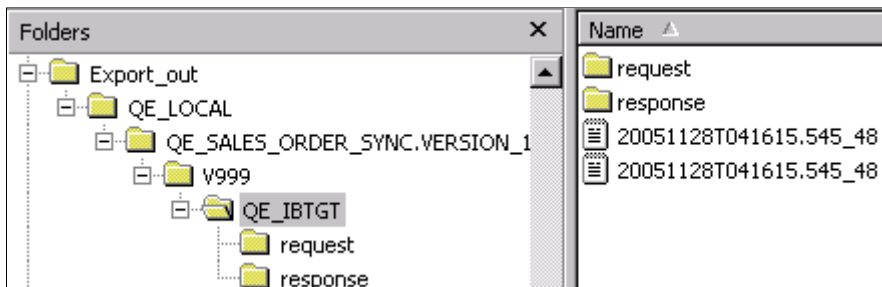 Folders
Export_out
QE_LOCAL
QE_SALES_ORDER_SYNC.VERSION_1
V999
QE_IBTGT
request
response
Name
request
response
20051128T041615.545_48
20051128T041615.545_48